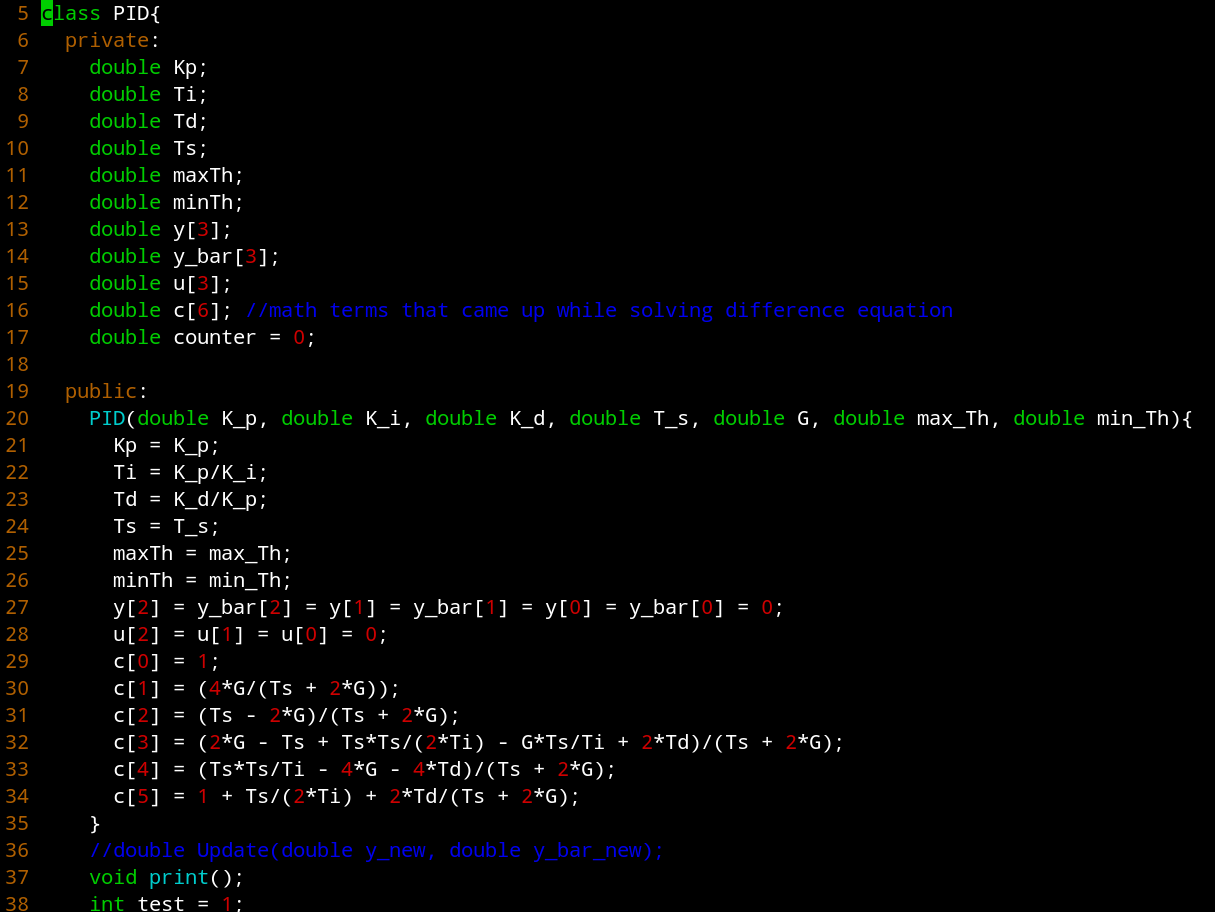 5 class PID{
6   private:
7     double Kp;
8     double Ti;
9     double Td;
10     double Ts;
11     double maxTh;
12     double minTh;
13     double y[3];
14     double y_bar[3];
15     double u[3];
16     double c[6]; //math terms that came up while solving difference equation
17     double counter = 0;
18
19   public:
20     PID(double K_p, double K_i, double K_d, double T_s, double G, double max_Th, double min_Th){
21       Kp = K_p;
22       Ti = K_p/K_i;
23       Td = K_d/K_p;
24       Ts = T_s;
25       maxTh = max_Th;
26       minTh = min_Th;
27       y[2] = y_bar[2] = y[1] = y_bar[1] = y[0] = y_bar[0] = 0;
28       u[2] = u[1] = u[0] = 0;
29       c[0] = 1;
30       c[1] = (4*G/(Ts + 2*G));
31       c[2] = (Ts - 2*G)/(Ts + 2*G);
32       c[3] = (2*G - Ts + Ts*Ts/(2*Ti) - G*Ts/Ti + 2*Td)/(Ts + 2*G);
33       c[4] = (Ts*Ts/Ti - 4*G - 4*Td)/(Ts + 2*G);
34       c[5] = 1 + Ts/(2*Ti) + 2*Td/(Ts + 2*G);
35     }
36     //double Update(double y_new, double y_bar_new);
37     void print();
38     int test = 1;